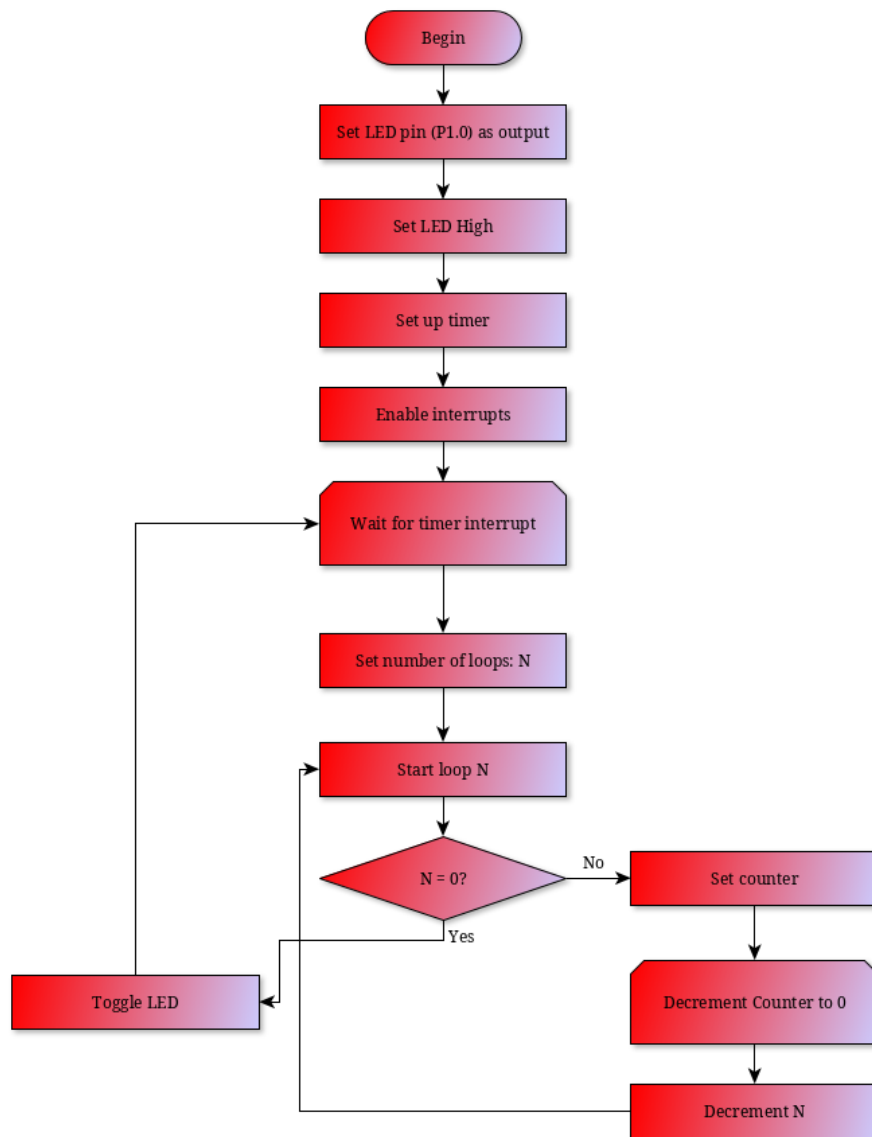 Begin
Set LED pin (P1.0) as output
Set LED High
Set up timer
Enable interrupts
Wait for timer interrupt
Set number of loops: N
Start loop N
N = 0?
No
Set counter
Yes
Toggle LED
Decrement Counter to 0
Decrement N